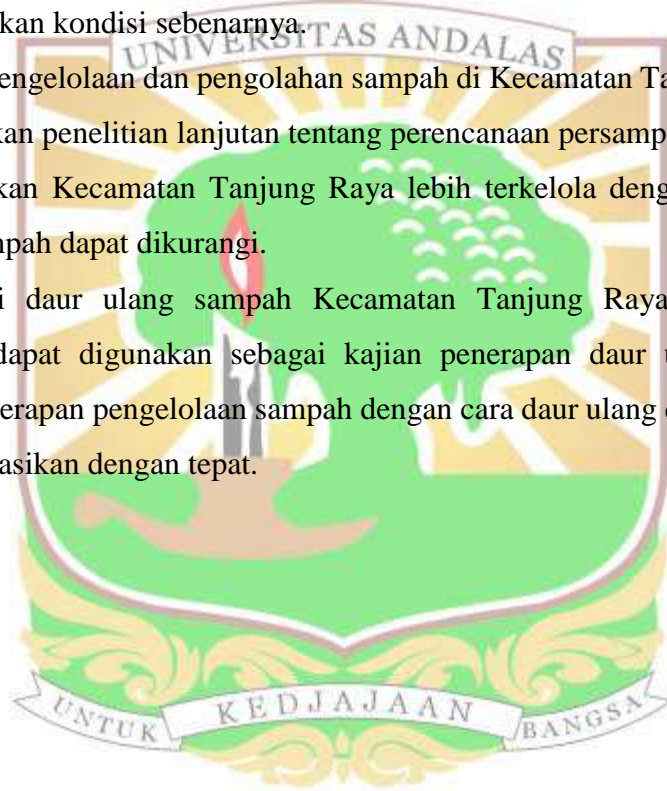 kan kondisi sebenarnya.
UNIVERSITAS ANDALAS
engelolaan dan pengolahan sampah di Kecamatan Ta
kan penelitian lanjutan tentang perencanaan persamp
kan Kecamatan Tanjung Raya lebih terkelola deng
mpah dapat dikurangi.
i daur ulang sampah Kecamatan Tanjung Raya
dapat digunakan sebagai kajian penerapan daur u
erapan pengelolaan sampah dengan cara daur ulang
asikan dengan tepat.
UNTUK KEDJAJAAN BANGSA